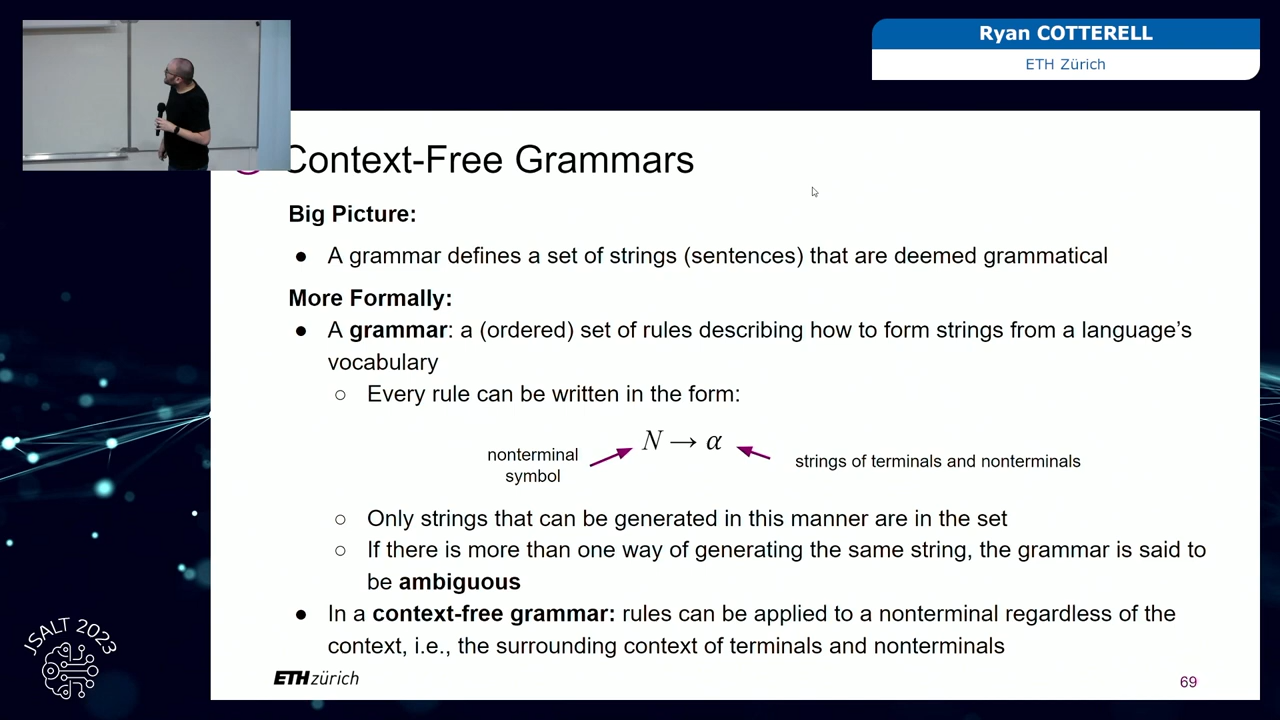 Ryan COTTERELL
ETH Zürich
Context-Free Grammars
Big Picture:
● A grammar defines a set of strings (sentences) that are deemed grammatical
More Formally:
● A grammar: a (ordered) set of rules describing how to form strings from a language’s
vocabulary
○ Every rule can be written in the form:
N → α
nonterminal
symbol
strings of terminals and nonterminals
○ Only strings that can be generated in this manner are in the set
○ If there is more than one way of generating the same string, the grammar is said to
be ambiguous
● In a context-free grammar: rules can be applied to a nonterminal regardless of the
context, i.e., the surrounding context of terminals and nonterminals
JSALT 2023
ETH zürich
69